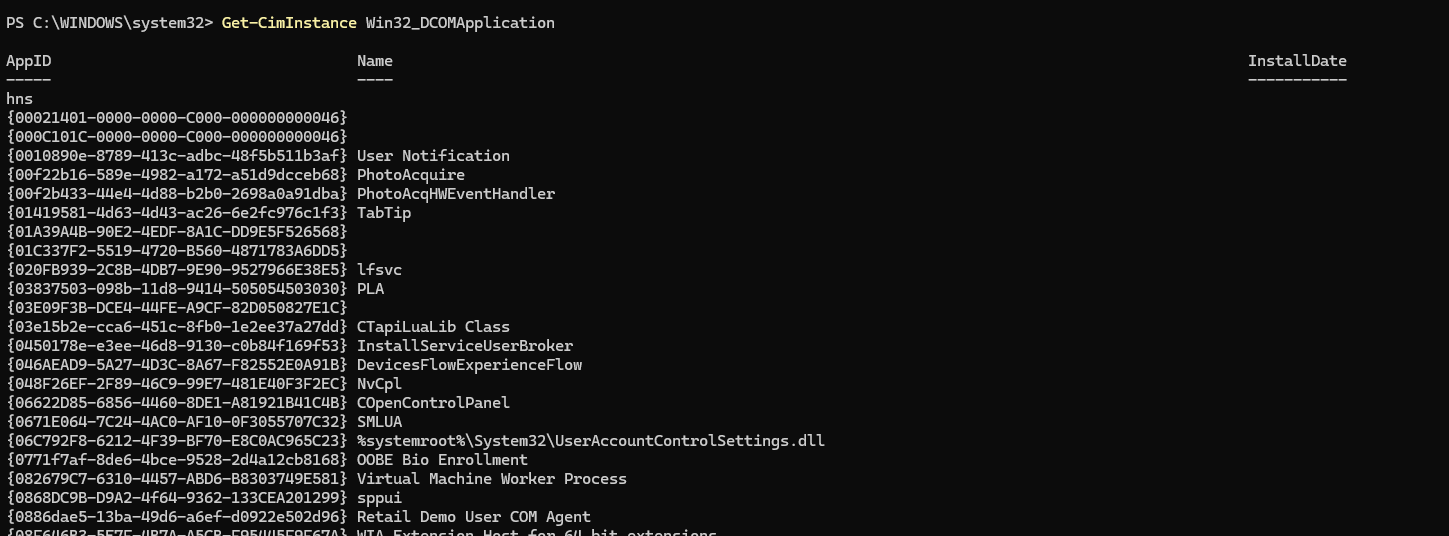 PS C:\WINDOWS\system32> Get-CimInstance Win32_DCOMApplication
AppID Name InstallDate
----- ---- -----------
hns
{00021401-0000-0000-C000-000000000046}
{000C101C-0000-0000-C000-000000000046}
{0010890e-8789-413c-adbc-48f5b511b3af} User Notification
{00f22b16-589e-4982-a172-a51d9dcceb68} PhotoAcquire
{00f2b433-44e4-4d88-b2b0-2698a0a91dba} PhotoAcqHWEventHandler
{01419581-4d63-4d43-ac26-6e2fc976c1f3} TabTip
{01A39A4B-90E2-4EDF-8A1C-DD9E5F526568}
{01C337F2-5519-4720-B560-4871783A6DD5}
{020FB939-2C8B-4DB7-9E90-9527966E38E5} lfsvc
{03837503-098b-11d8-9414-505054503030} PLA
{03E09F3B-DCE4-44FE-A9CF-82D050827E1C}
{03e15b2e-cca6-451c-8fb0-1e2ee37a27dd} CTapiLuaLib Class
{0450178e-e3ee-46d8-9130-c0b84f169f53} InstallServiceUserBroker
{046AEAD9-5A27-4D3C-8A67-F82552E0A91B} DevicesFlowExperienceFlow
{048F26EF-2F89-46C9-99E7-481E40F3F2EC} NvCpl
{06622D85-6856-4460-8DE1-A81921B41C4B} COpenControlPanel
{0671E064-7C24-4AC0-AF10-0F3055707C32} SMLUA
{06C792F8-6212-4F39-BF70-E8C0AC965C23} %systemroot%\System32\UserAccountControlSettings.dll
{0771f7af-8de6-4bce-9528-2d4a12cb8168} OOBE Bio Enrollment
{082679C7-6310-4457-ABD6-B8303749E581} Virtual Machine Worker Process
{0868DC9B-D9A2-4f64-9362-133CEA201299} sppui
{0886dae5-13ba-49d6-a6ef-d0922e502d96} Retail Demo User COM Agent
WIA Extension Host for 64 bit extensions